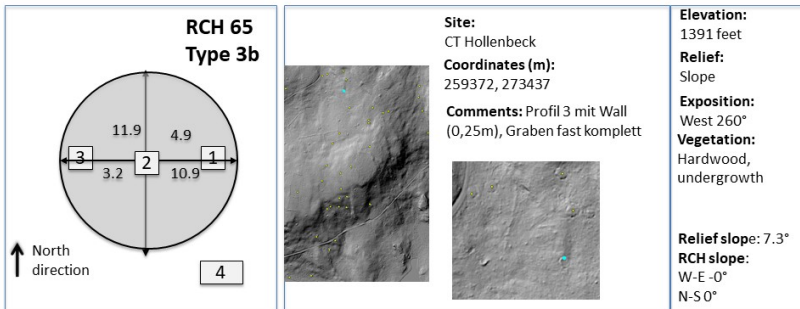 RCH 65
Type 3b
11.9
4.9
3
2
1
3.2
10.9
North
direction
4
Site:
CT Hollenbeck
Coordinates (m):
259372, 273437
Comments: Profil 3 mit Wall
(0,25m), Graben fast komplett
Elevation:
1391 feet
Relief:
Slope
Exposition:
West 260°
Vegetation:
Hardwood,
undergrowth
Relief slope: 7.3°
RCH slope:
W-E -0°
N-S 0°